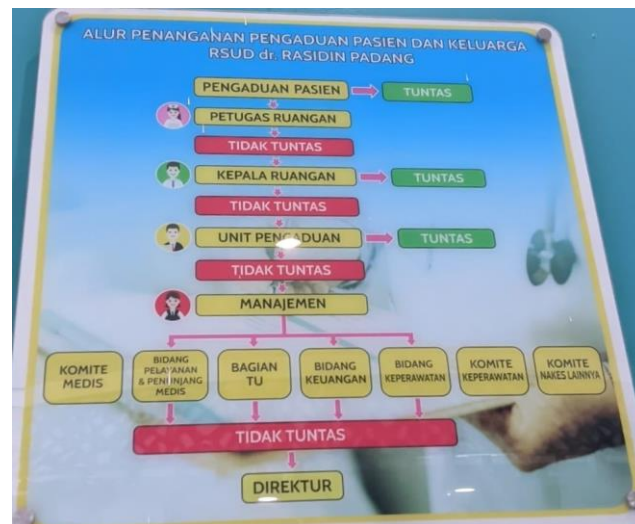 ALUR PENANGANAN PENGADUAN PASIEN DAN KELUARGA
RSUD dr. RASIDIN PADANG
PENGADUAN PASIEN
TUNTAS
PETUGAS RUANGAN
TIDAK TUNTAS
KEPALA RUANGAN
TUNTAS
TIDAK TUNTAS
UNIT PENGADUAN
TUNTAS
TIDAK TUNTAS
MANAJEMEN
KOMITE
MEDIS
BIDANG
PELAYANAN
& PENUNJANG
MEDIS
BAGIAN
TU
BIDANG
KEUANGAN
BIDANG
KEPERAWATAN
KOMITE
KEPERAWATAN
KOMITE
NAKES LAINNYA
TIDAK TUNTAS
DIREKTUR